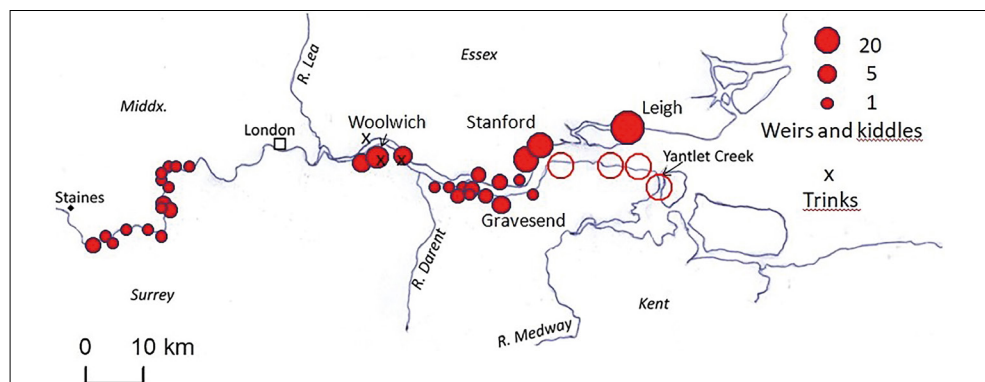 Essex
R. Lea
Middx.
London
Woolwich
x
x
x
Stanford
Leigh
Yantlet Creek
Staines
Gravesend
R. Darent
Surrey
R. Medway
Kent
0 10 km
20
5
1
Weirs and kiddles
x
Trinks